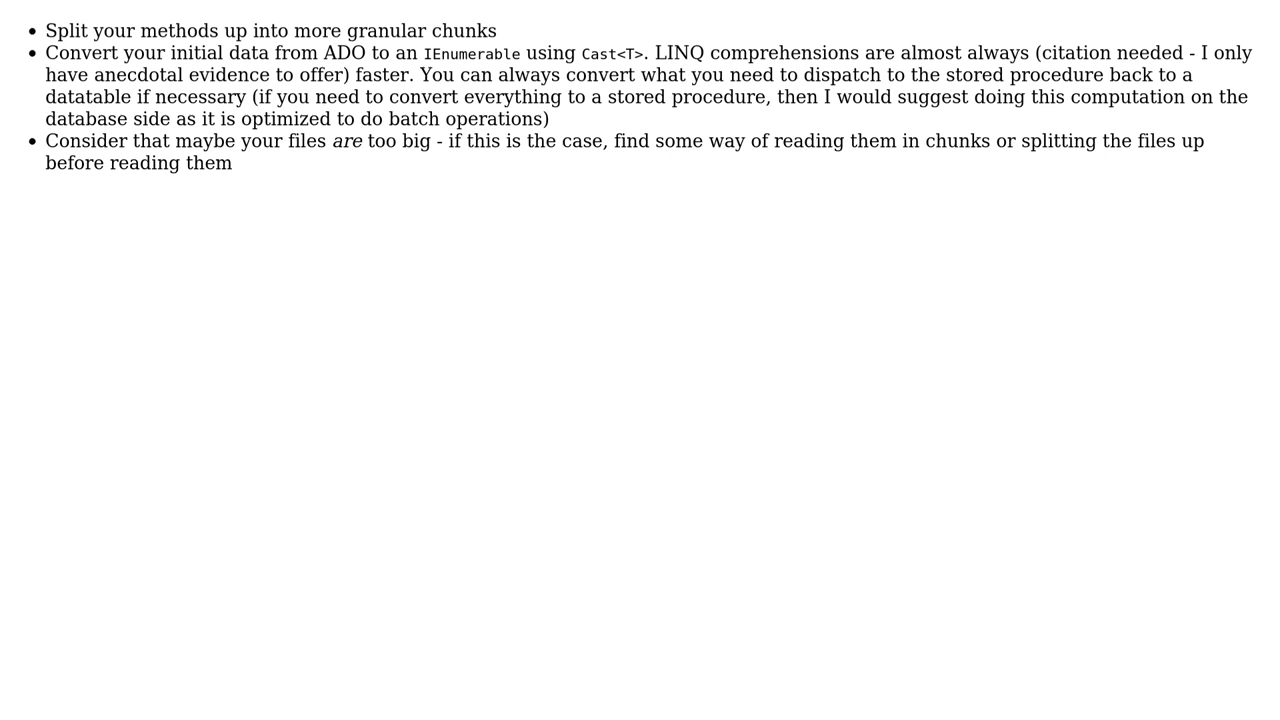 • Split your methods up into more granular chunks
• Convert your initial data from ADO to an IEnumerable using Cast<T>. LINQ comprehensions are almost always (citation needed - I only
have anecdotal evidence to offer) faster. You can always convert what you need to dispatch to the stored procedure back to a
datatable if necessary (if you need to convert everything to a stored procedure, then I would suggest doing this computation on the
database side as it is optimized to do batch operations)
• Consider that maybe your files are too big - if this is the case, find some way of reading them in chunks or splitting the files up
before reading them